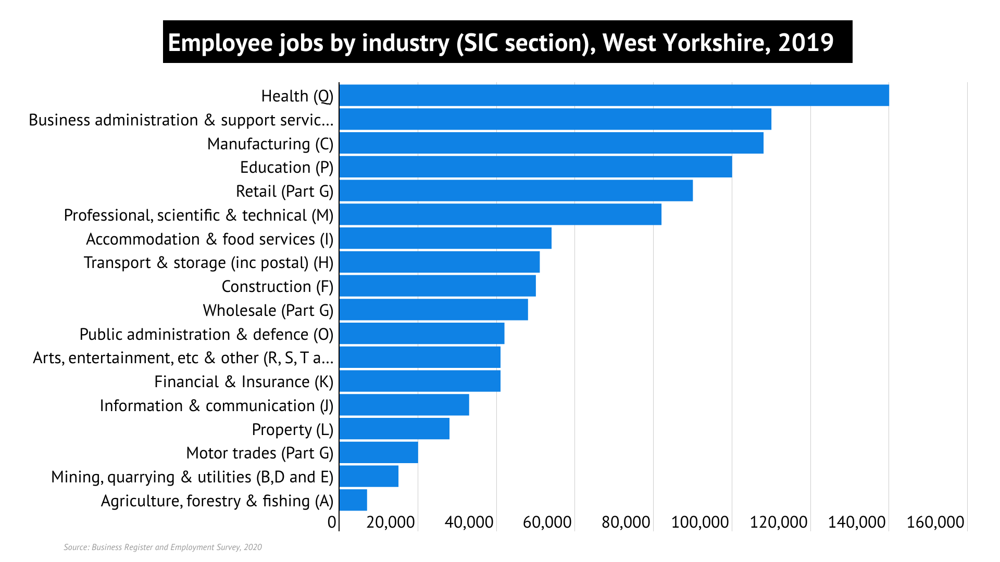 Employee jobs by industry (SIC section), West Yorkshire, 2019
Health (Q)
Business administration & support servic...
Manufacturing (C)
Education (P)
Retail (Part G)
Professional, scientific & technical (M)
Accommodation & food services (I)
Transport & storage (inc postal) (H)
Construction (F)
Wholesale (Part G)
Public administration & defence (O)
Arts, entertainment, etc & other (R, S, T a...
Financial & Insurance (K)
Information & communication (J)
Property (L)
Motor trades (Part G)
Mining, quarrying & utilities (B,D and E)
Agriculture, forestry & fishing (A)
0 20,000 40,000 60,000 80,000 100,000 120,000 140,000 160,000
Source: Business Register and Employment Survey, 2020